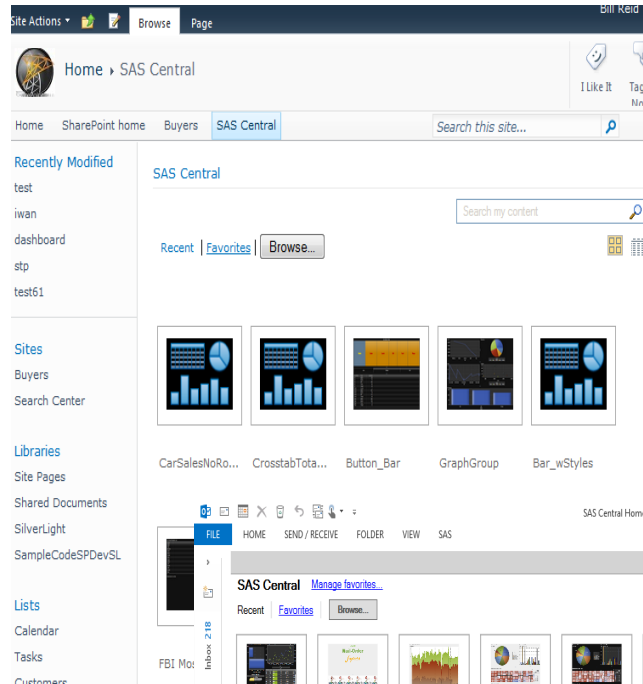 Bill Reid
Site Actions
Browse
Page
Home ▸ SAS Central
I Like It
Home
SharePoint home
Buyers
SAS Central
Search this site...
Recently Modified
test
iwan
dashboard
stp
test61
Sites
Buyers
Search Center
Libraries
Site Pages
Shared Documents
SilverLight
SampleCodeSPDevSL
Lists
Calendar
Tasks
Customers
SAS Central
Search my content
Recent | Favorites | Browse...
CarSalesNoRo...
CrosstabTota...
Button_Bar
GraphGroup
Bar_wStyles
FBI Mos
SAS Central Home
FILE
HOME
SEND / RECEIVE
FOLDER
VIEW
SAS
SAS Central
Manage favorites...
Recent | Favorites
Browse...
Inbox 218
Mail-Order